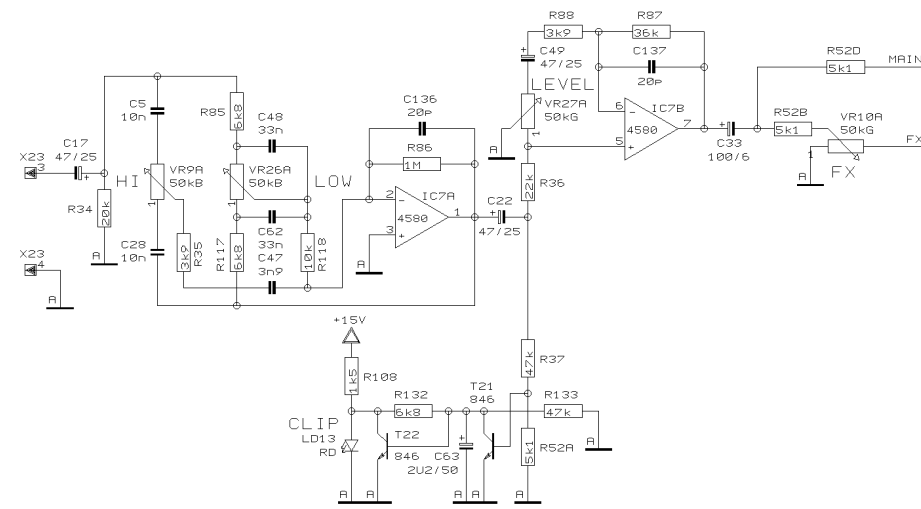 R88
3k9
R87
36k
C49
47/25
C137
20p
LEVEL
VR27A
50kG
1
6
5
7
IC7B
4580
R52D
5k1
MAIN
R52B
5k1
VR10A
50kG
1
FX
FX
A
C33
100/6
A
C5
10n
R85
6k8
C48
33n
C136
20p
R86
1M
X23
3
C17
47/25
HI
VR9A
50kB
1
VR26A
50kB
1
LOW
2
3
1
IC7A
4580
R36
22k
C22
47/25
R34
20k
A
C28
10n
R35
3k9
R117
6k8
C62
33n
C47
3n9
R118
10k
A
X23
4
A
+15V
R108
1k5
R37
47k
R132
6k8
T21
846
R133
47k
CLIP
LD13
RD
T22
846
C63
2U2/50
R52A
5k1
A
A
A
A
A
A